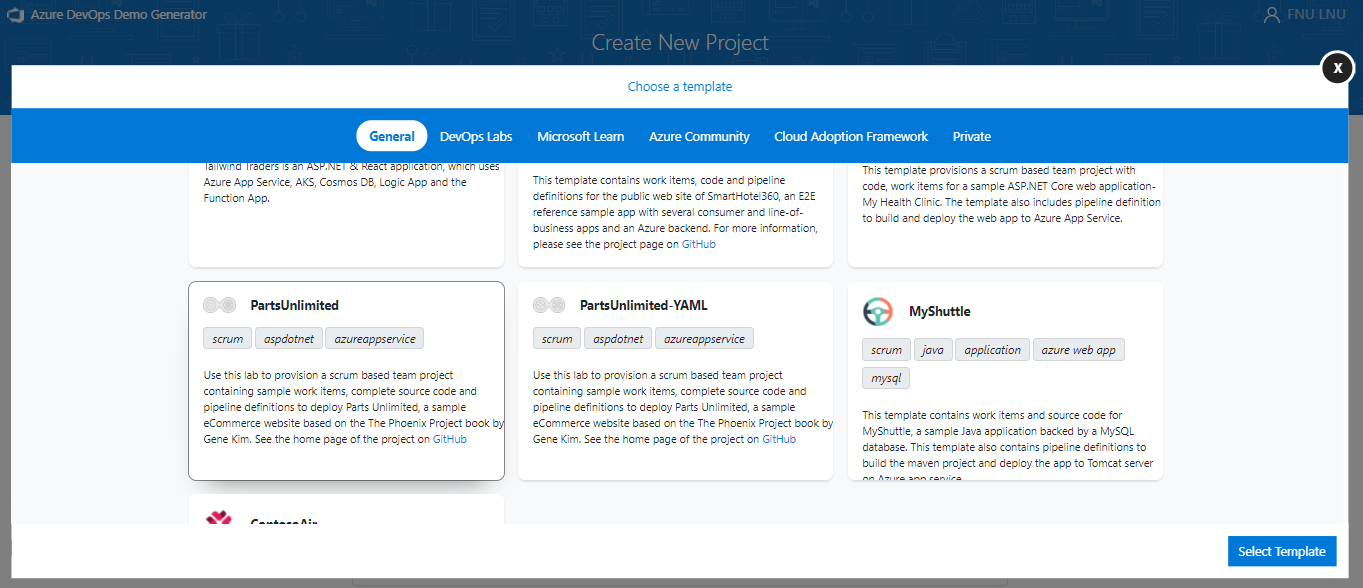 Azure DevOps Demo Generator
FNU LNU
Create New Project
X
Choose a template
General DevOps Labs Microsoft Learn Azure Community Cloud Adoption Framework Private
Tailwind Traders is an ASP.NET & React application, which uses
Azure App Service, AKS, Cosmos DB, Logic App and the
Function App.
This template contains work items, code and pipeline
definitions for the public web site of SmartHotel360, an E2E
reference sample app with several consumer and line-of-
business apps and an Azure backend. For more information,
please see the project page on GitHub
This template provisions a scrum based team project with
code, work items for a sample ASP.NET Core web application-
My Health Clinic. The template also includes pipeline definition
to build and deploy the web app to Azure App Service.
PartsUnlimited
scrum aspdotnet azureappservice
Use this lab to provision a scrum based team project
containing sample work items, complete source code and
pipeline definitions to deploy Parts Unlimited, a sample
eCommerce website based on the The Phoenix Project book by
Gene Kim. See the home page of the project on GitHub
PartsUnlimited-YAML
scrum aspdotnet azureappservice
Use this lab to provision a scrum based team project
containing sample work items, complete source code and
pipeline definitions to deploy Parts Unlimited, a sample
eCommerce website based on the The Phoenix Project book by
Gene Kim. See the home page of the project on GitHub
MyShuttle
scrum java application azure web app
mysql
This template contains work items and source code for
MyShuttle, a sample Java application backed by a MySQL
database. This template also contains pipeline definitions to
build the maven project and deploy the app to Tomcat server
on Azure app service.
ContosoAir
Select Template